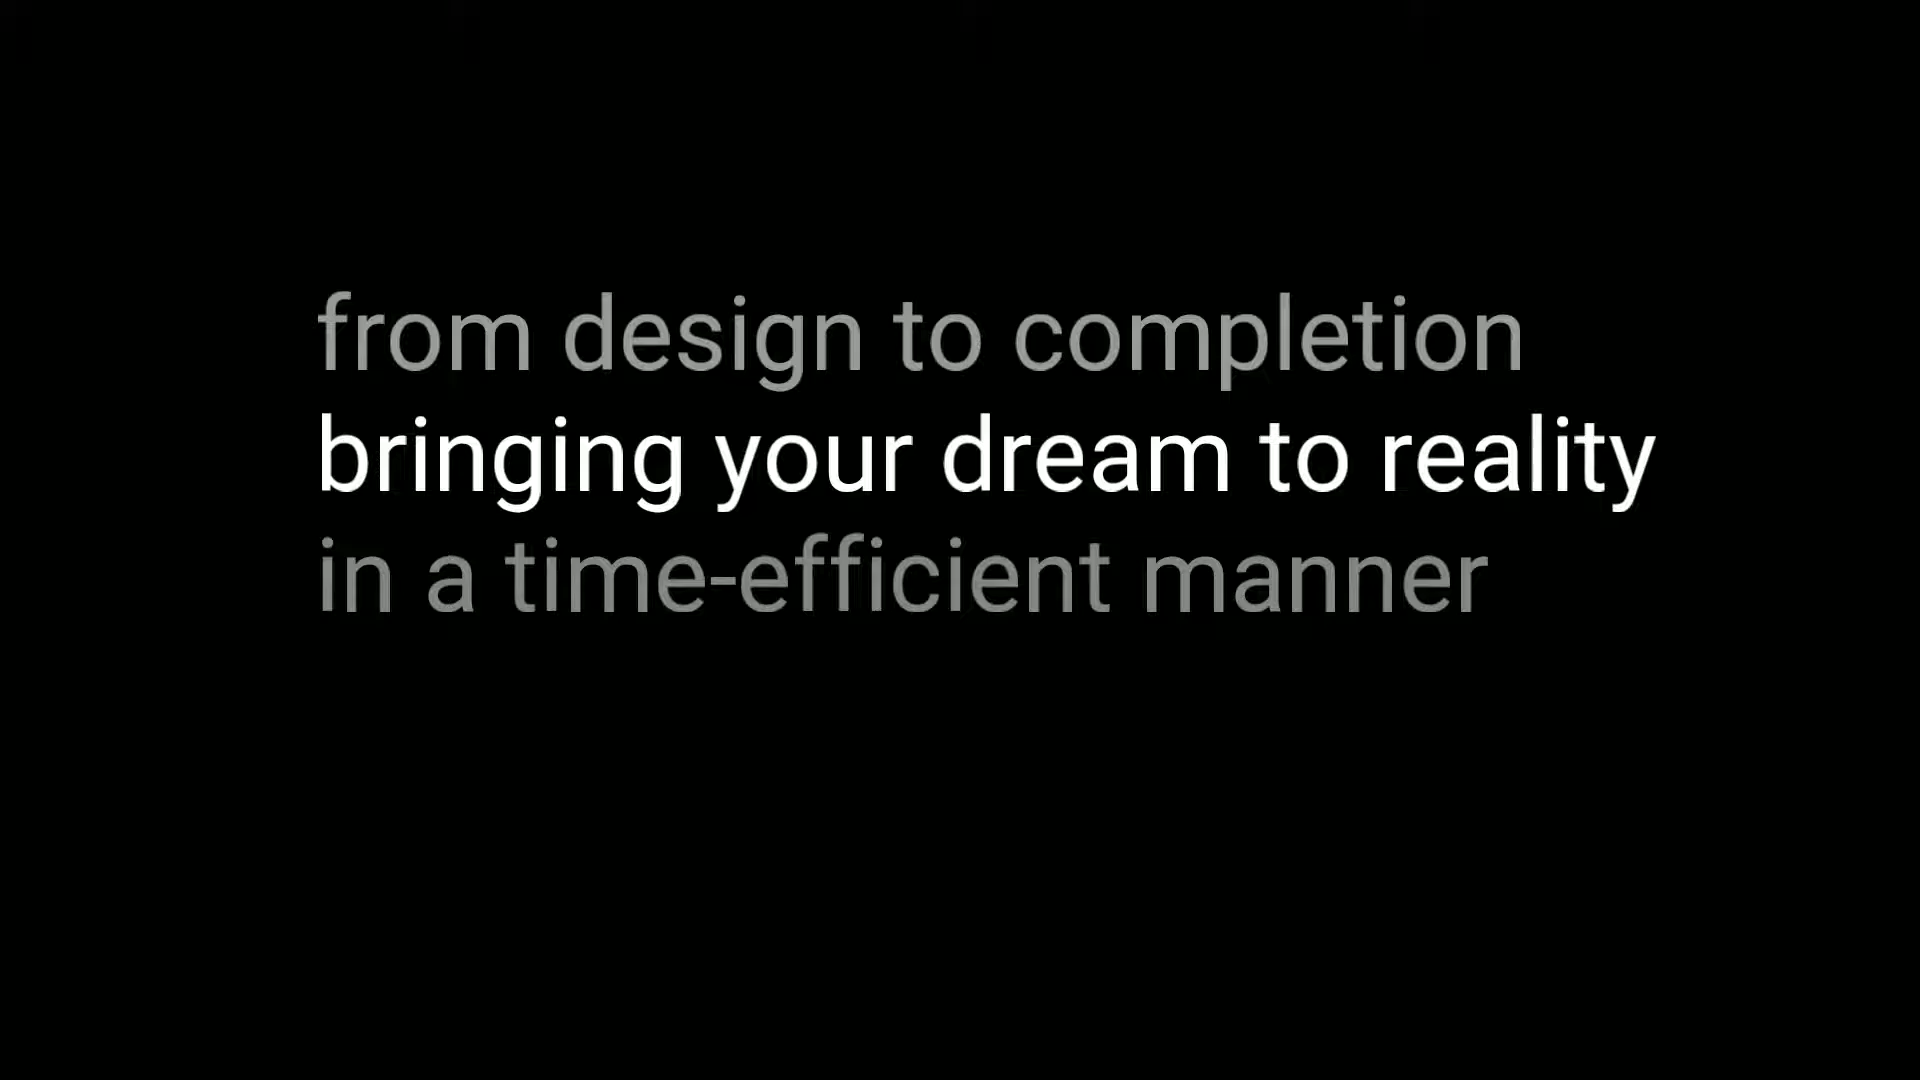 from design to completion
bringing your dream to reality
in a time-efficient manner